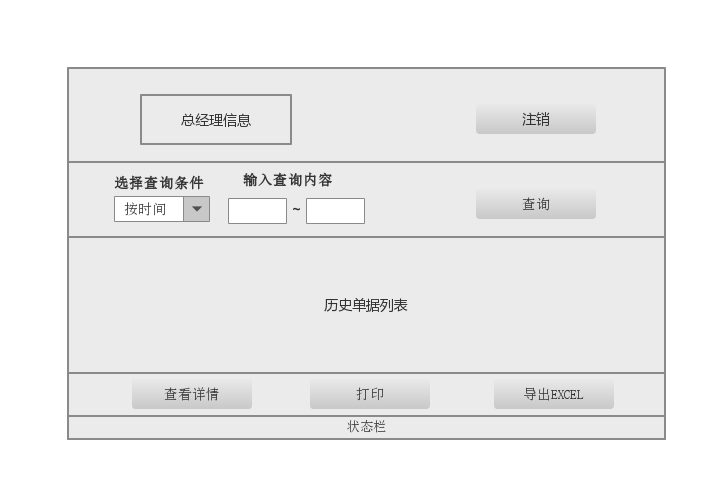 总经理信息
注销
选择查询条件
输入查询内容
按时间
~
查询
历史单据列表
查看详情
打印
导出EXCEL
状态栏